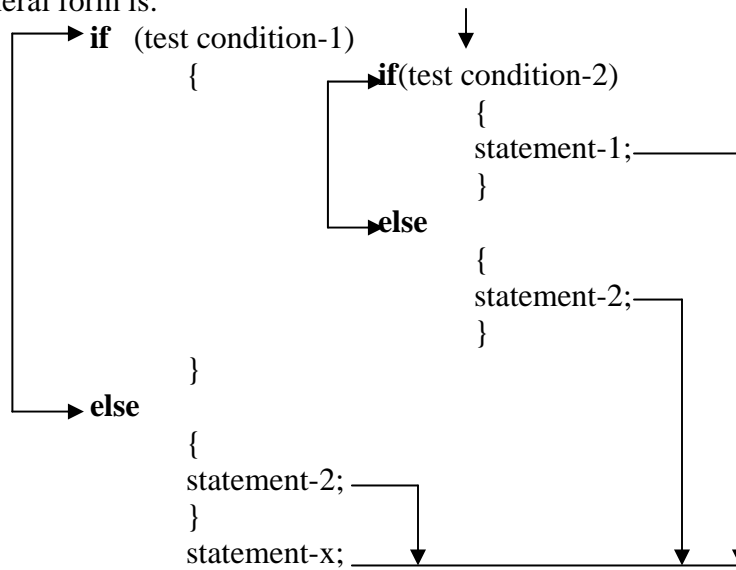 form is:
if (test condition-1)
{ if(test condition-2)
{
statement-1;
}
else
{
statement-2;
}
}
else
{
statement-2;
}
statement-x;